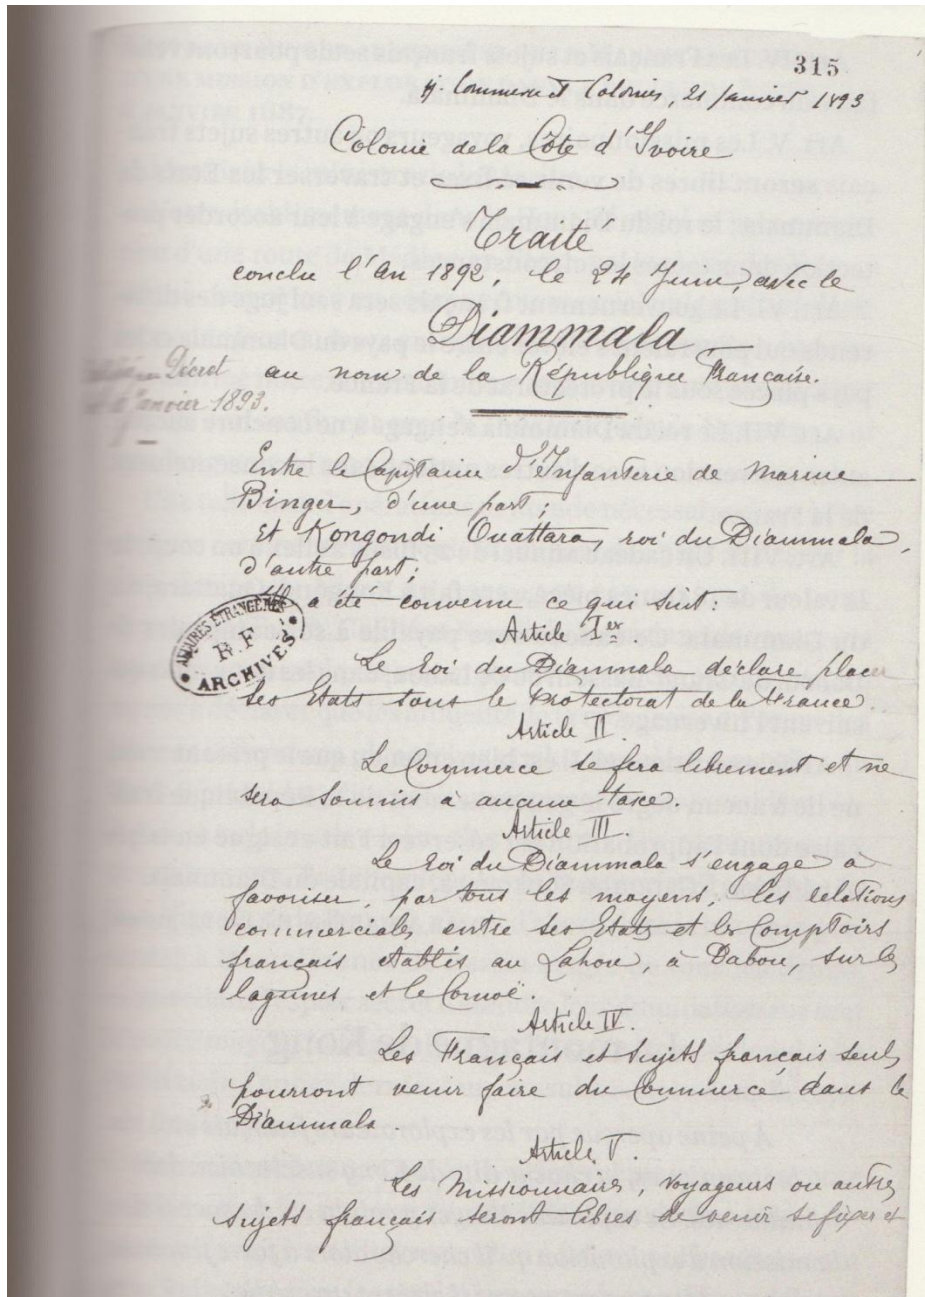 315
Commerce et Colonies, 21 Janvier 1893
Colonie de la Côte d'Ivoire
Traité
conclu l'an 1892, le 24 Juin, avec le
Diammala
au nom de la République Française.
Décret
Janvier 1893.
Entre le Capitaine d'Infanterie de Marine
Binger, d'une part;
Et Kongondi Ouattara, roi du Diammala,
d'autre part;
Il a été convenu ce qui suit:
AFFAIRES ÉTRANGÈRES
R.F.
ARCHIVES
Article Ier
Le roi du Diammala déclare placer
ses Etats sous le Protectorat de la France.
Article II.
Le Commerce se fera librement et ne
sera soumis à aucune taxe.
Article III.
Le roi du Diammala s'engage à
favoriser, par tous les moyens, les relations
commerciales entre ses Etats et les Comptoirs
français établis au Lahou, à Dabou, sur les
lagunes et le Comoë.
Article IV.
Les Français et sujets français seuls
pourront venir faire du Commerce dans le
Diammala
Article V.
Les Missionnaires, voyageurs ou autres
sujets français seront libres de venir se fixer et